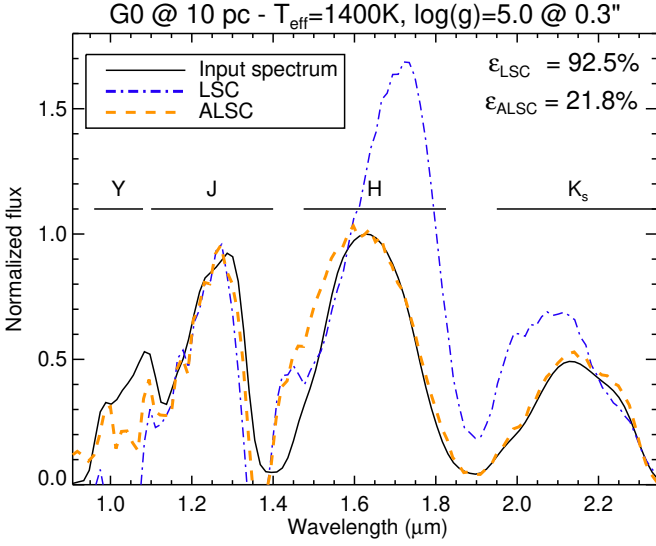 G0 @ 10 pc - T_eff=1400K, log(g)=5.0 @ 0.3"
Input spectrum
LSC
ALSC
ε_LSC = 92.5%
ε_ALSC = 21.8%
Y J H K_s
Normalized flux
1.5
1.0
0.5
0.0
1.0 1.2 1.4 1.6 1.8 2.0 2.2
Wavelength (μm)